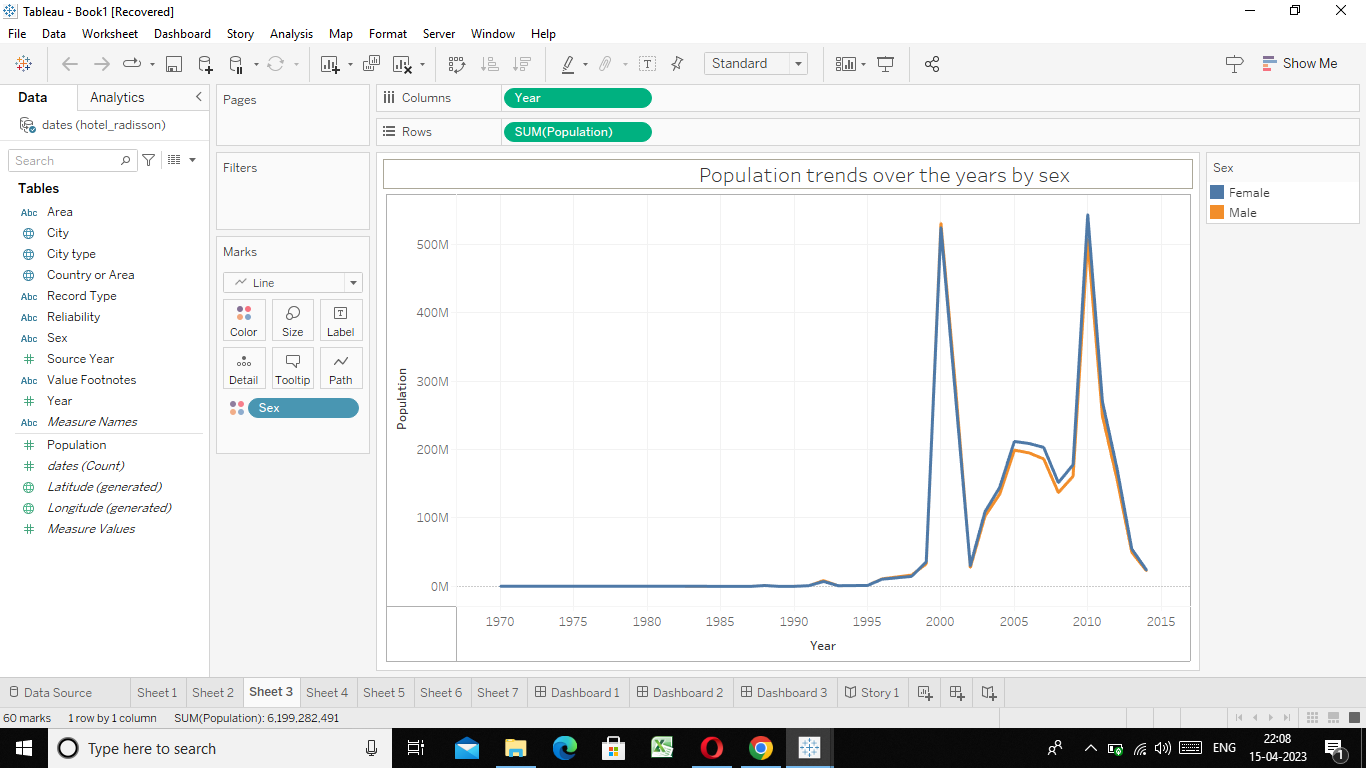 Tableau - Book1 [Recovered]
File Data Worksheet Dashboard Story Analysis Map Format Server Window Help
Standard
Show Me
Data Analytics
dates (hotel_radisson)
Search
Tables
Abc Area
City
City type
Country or Area
Abc Record Type
Abc Reliability
Abc Sex
Source Year
Abc Value Footnotes
Year
Abc Measure Names
Population
dates (Count)
Latitude (generated)
Longitude (generated)
Measure Values
Pages
Filters
Marks
Line
Color Size Label
Detail Tooltip Path
Sex
Columns Year
Rows SUM(Population)
Population trends over the years by sex
500M
400M
300M
200M
100M
0M
Population
1970 1975 1980 1985 1990 1995 2000 2005 2010 2015
Year
Sex
Female
Male
Data Source Sheet 1 Sheet 2 Sheet 3 Sheet 4 Sheet 5 Sheet 6 Sheet 7 Dashboard 1 Dashboard 2 Dashboard 3 Story 1
60 marks 1 row by 1 column SUM(Population): 6,199,282,491
Type here to search
ENG
22:08
15-04-2023
1